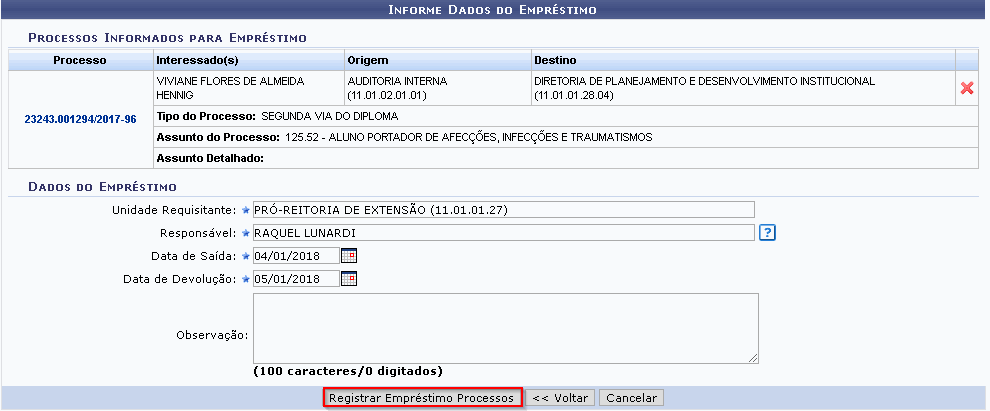 Informe Dados do Empréstimo
Processos Informados para Empréstimo
Processo Interessado(s) Origem Destino
VIVIANE FLORES DE ALMEIDA HENNIG
AUDITORIA INTERNA (11.01.02.01.01)
DIRETORIA DE PLANEJAMENTO E DESENVOLVIMENTO INSTITUCIONAL (11.01.01.28.04)
23243.001294/2017-96
Tipo do Processo: SEGUNDA VIA DO DIPLOMA
Assunto do Processo: 125.52 - ALUNO PORTADOR DE AFECÇÕES, INFECÇÕES E TRAUMATISMOS
Assunto Detalhado:
Dados do Empréstimo
Unidade Requisitante: PRÓ-REITORIA DE EXTENSÃO (11.01.01.27)
Responsável: RAQUEL LUNARDI ?
Data de Saída: 04/01/2018
Data de Devolução: 05/01/2018
Observação:
(100 caracteres/0 digitados)
Registrar Empréstimo Processos << Voltar Cancelar